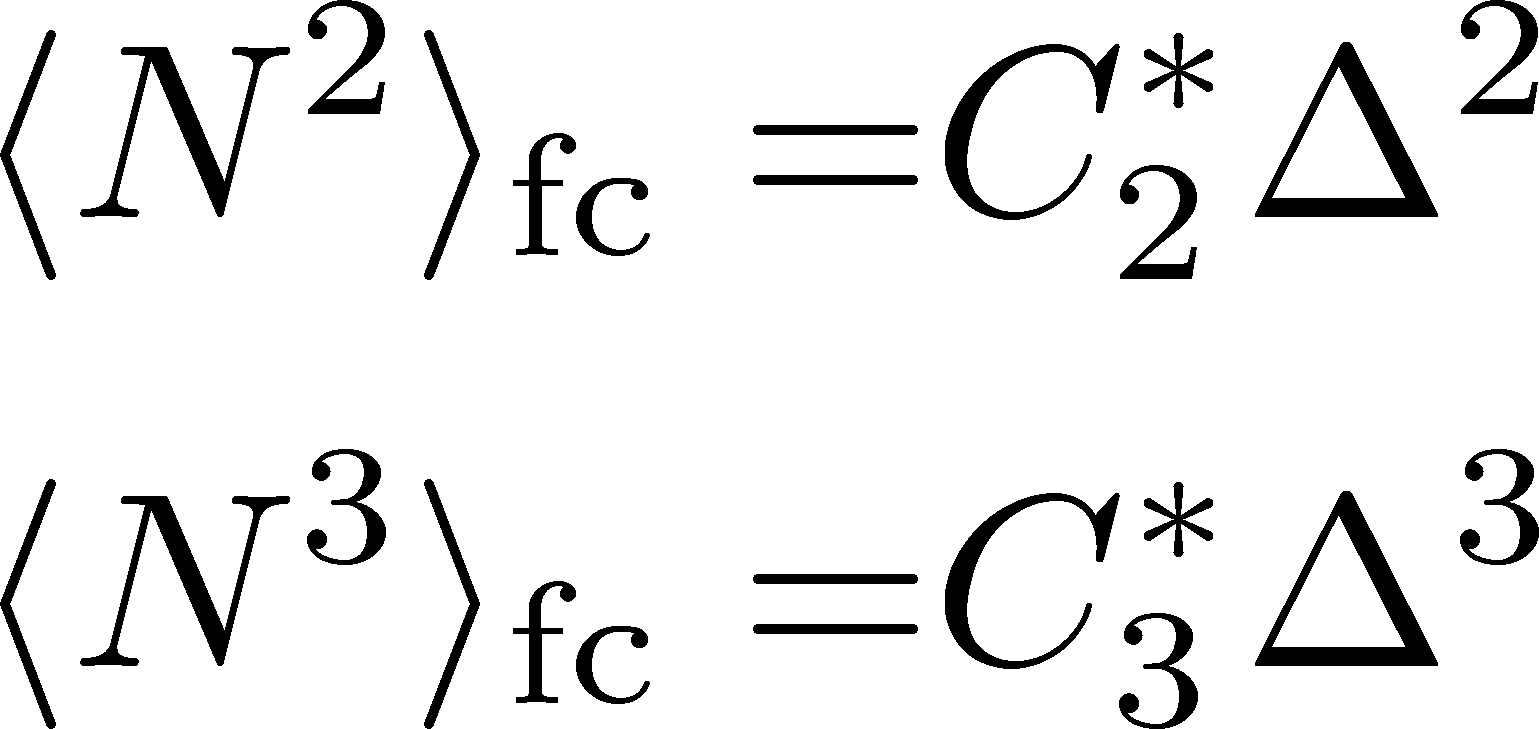 ⟨N²⟩_fc = C₂*Δ²
⟨N³⟩_fc = C₃*Δ³